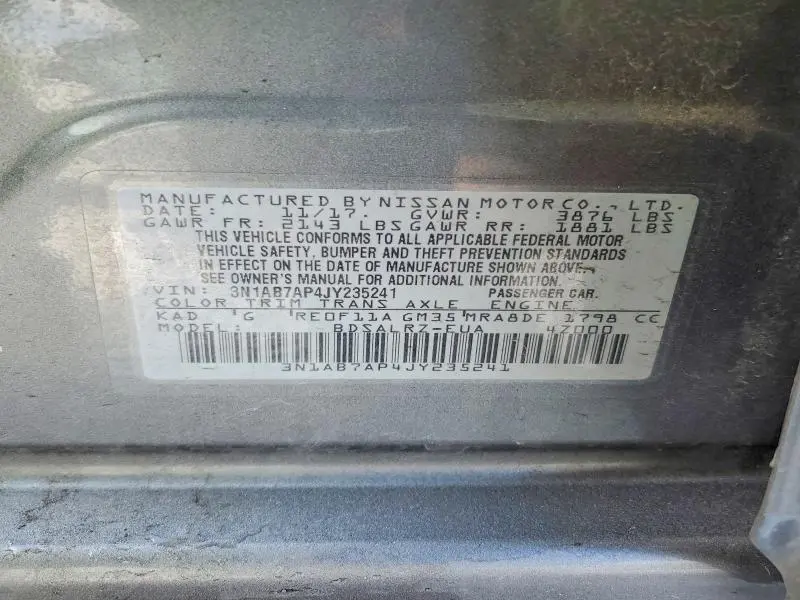 MANUFACTURED BY NISSAN MOTOR CO., LTD.
DATE: 11/17. GVWR: 3876 LBS
GAWR FR: 2143 LBS GAWR RR: 1881 LBS
THIS VEHICLE CONFORMS TO ALL APPLICABLE FEDERAL MOTOR
VEHICLE SAFETY, BUMPER AND THEFT PREVENTION STANDARDS
IN EFFECT ON THE DATE OF MANUFACTURE SHOWN ABOVE.
SEE OWNER'S MANUAL FOR ADDITIONAL INFORMATION.
VIN: 3N1AB7AP4JY235241 PASSENGER CAR.
COLOR TRIM TRANS AXLE ENGINE
KAD 'G 'RE0F11A GM35 'MRA8DE 1798 CC
MODEL: BDSALRZ-EUA 4Z000
3N1AB7AP4JY235241